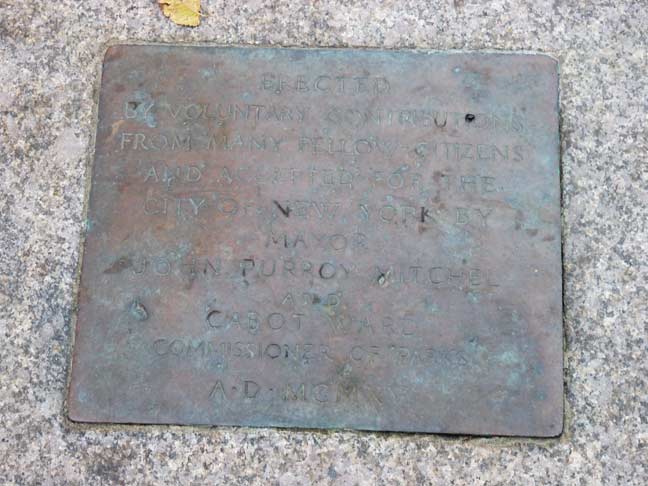 ERECTED
BY VOLUNTARY CONTRIBUTIONS
FROM MANY FELLOW CITIZENS
AND ACCEPTED FOR THE
CITY OF NEW YORK BY
MAYOR
JOHN PURROY MITCHEL
AND
CABOT WARD
COMMISSIONER OF PARKS
A·D·